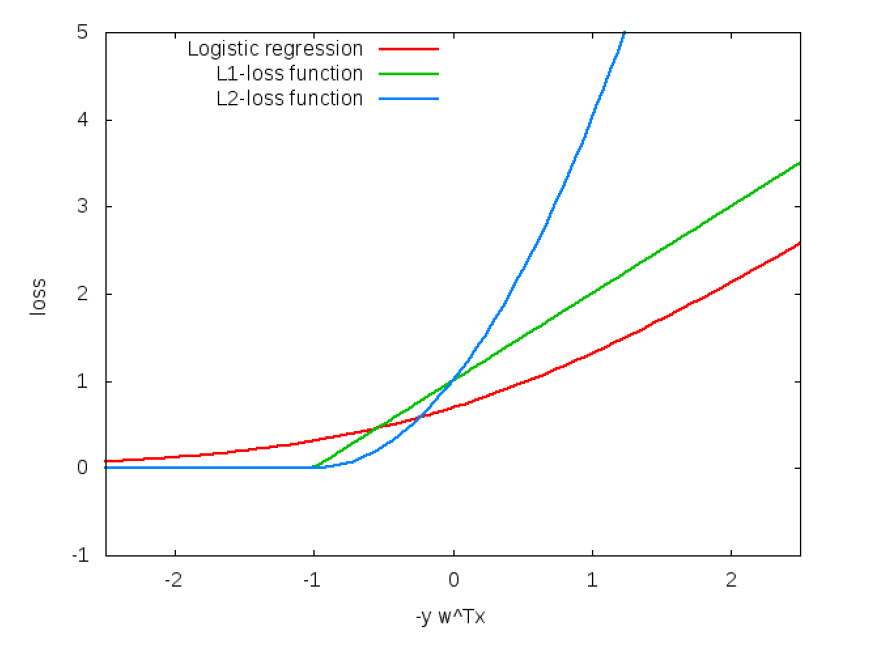 Logistic regression
L1-loss function
L2-loss function
5
4
3
2
1
0
-1
loss
-2 -1 0 1 2
-y w^Tx